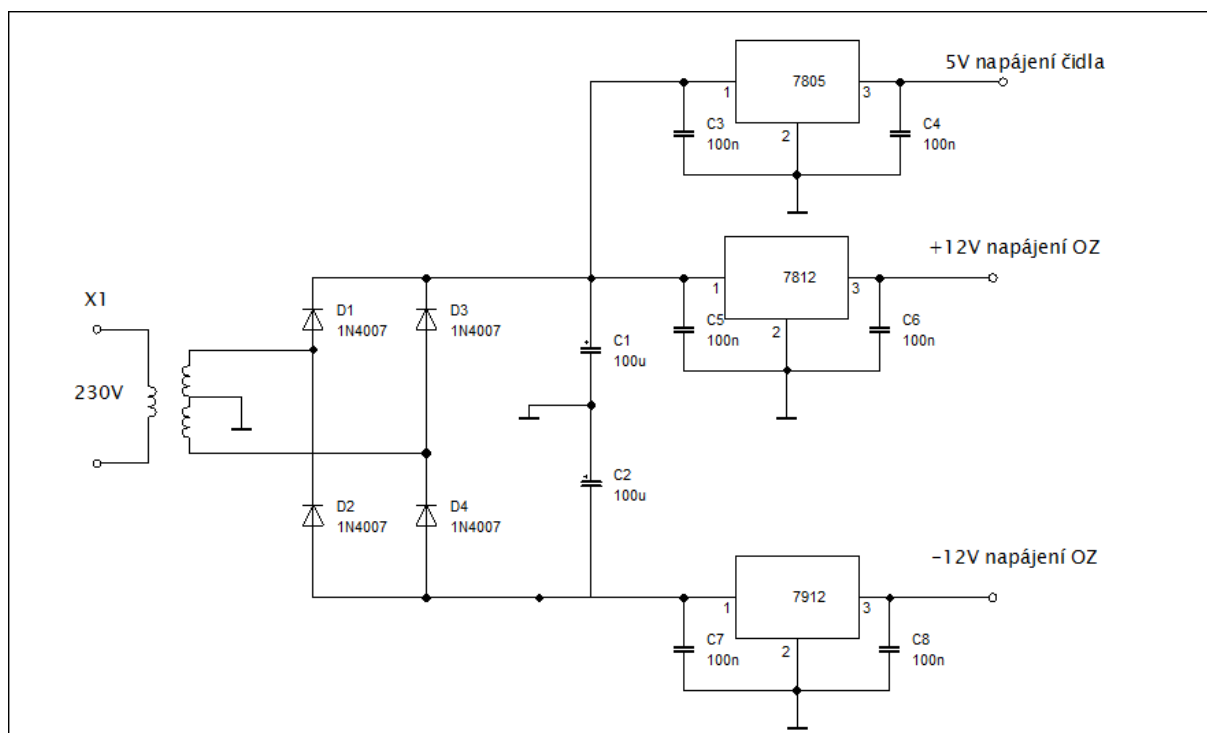 5V napájení čidla
7805
1
3
2
C3
100n
C4
100n
+12V napájení OZ
7812
1
3
2
C5
100n
C6
100n
X1
230V
D1
1N4007
D3
1N4007
C1
100u
C2
100u
D2
1N4007
D4
1N4007
-12V napájení OZ
7912
1
3
2
C7
100n
C8
100n